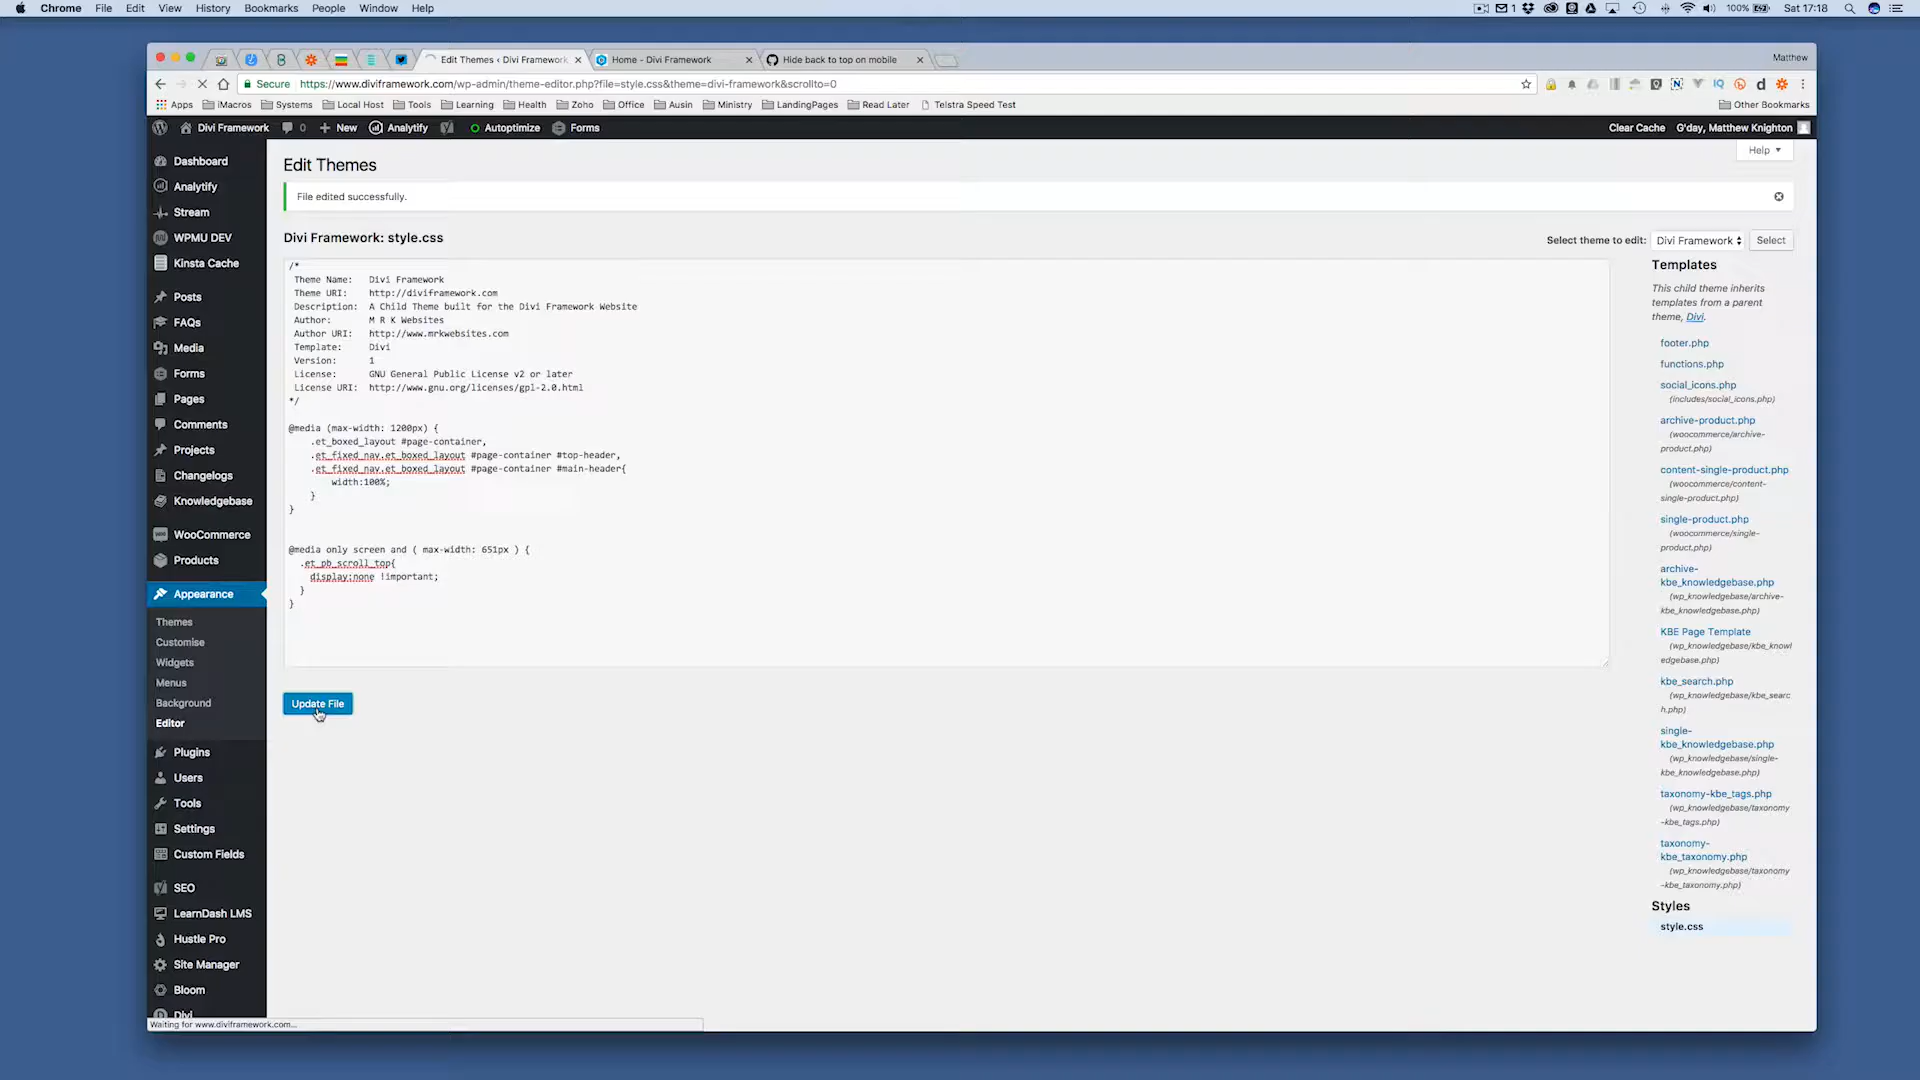 Chrome File Edit View History Bookmarks People Window Help
1 100% Sat 17:18
Edit Themes ‹ Divi Framework
Home - Divi Framework
Hide back to top on mobile
Matthew
Secure https://www.diviframework.com/wp-admin/theme-editor.php?file=style.css&theme=divi-framework&scrollto=0
Apps iMacros Systems Local Host Tools Learning Health Zoho Office Ausin Ministry LandingPages Read Later Telstra Speed Test Other Bookmarks
Divi Framework 0 New Analytify Autoptimize Forms Clear Cache G'day, Matthew Knighton
Help
Dashboard
Analytify
Stream
WPMU DEV
Kinsta Cache
Posts
FAQs
Media
Forms
Pages
Comments
Projects
Changelogs
Knowledgebase
WooCommerce
Products
Appearance
Themes
Customise
Widgets
Menus
Background
Editor
Plugins
Users
Tools
Settings
Custom Fields
SEO
LearnDash LMS
Hustle Pro
Site Manager
Bloom
Divi
Waiting for www.diviframework.com...
Edit Themes
File edited successfully.
Divi Framework: style.css
Select theme to edit: Divi Framework Select
/*
Theme Name: Divi Framework
Theme URI: http://diviframework.com
Description: A Child Theme built for the Divi Framework Website
Author: M R K Websites
Author URI: http://www.mrkwebsites.com
Template: Divi
Version: 1
License: GNU General Public License v2 or later
License URI: http://www.gnu.org/licenses/gpl-2.0.html
*/
@media (max-width: 1200px) {
.et_boxed_layout #page-container,
.et_fixed_nav.et_boxed_layout #page-container #top-header,
.et_fixed_nav.et_boxed_layout #page-container #main-header{
width:100%;
}
}
@media only screen and ( max-width: 651px ) {
.et_pb_scroll_top{
display:none !important;
}
}
Update File
Templates
This child theme inherits
templates from a parent
theme, Divi.
footer.php
functions.php
social_icons.php
(includes/social_icons.php)
archive-product.php
(woocommerce/archive-
product.php)
content-single-product.php
(woocommerce/content-
single-product.php)
single-product.php
(woocommerce/single-
product.php)
archive-
kbe_knowledgebase.php
(wp_knowledgebase/archive-
kbe_knowledgebase.php)
KBE Page Template
(wp_knowledgebase/kbe_knowl
edgebase.php)
kbe_search.php
(wp_knowledgebase/kbe_searc
h.php)
single-
kbe_knowledgebase.php
(wp_knowledgebase/single-
kbe_knowledgebase.php)
taxonomy-kbe_tags.php
(wp_knowledgebase/taxonomy
-kbe_tags.php)
taxonomy-
kbe_taxonomy.php
(wp_knowledgebase/taxonomy
-kbe_taxonomy.php)
Styles
style.css